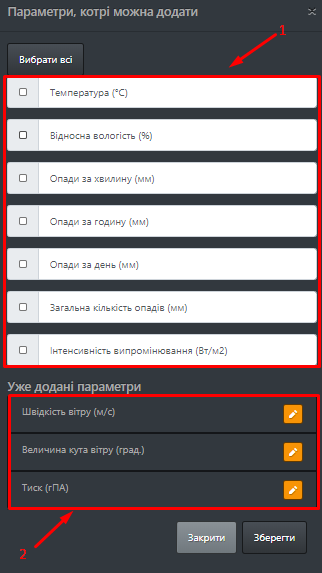 Параметри, котрі можна додати
1
Вибрати всі
Температура (°C)
Відносна вологість (%)
Опади за хвилину (мм)
Опади за годину (мм)
Опади за день (мм)
Загальна кількість опадів (мм)
Інтенсивність випромінювання (Вт/м2)
Уже додані параметри
Швідкість вітру (м/с)
Величина кута вітру (град.)
Тиск (гПА)
2
Закрити
Зберегти